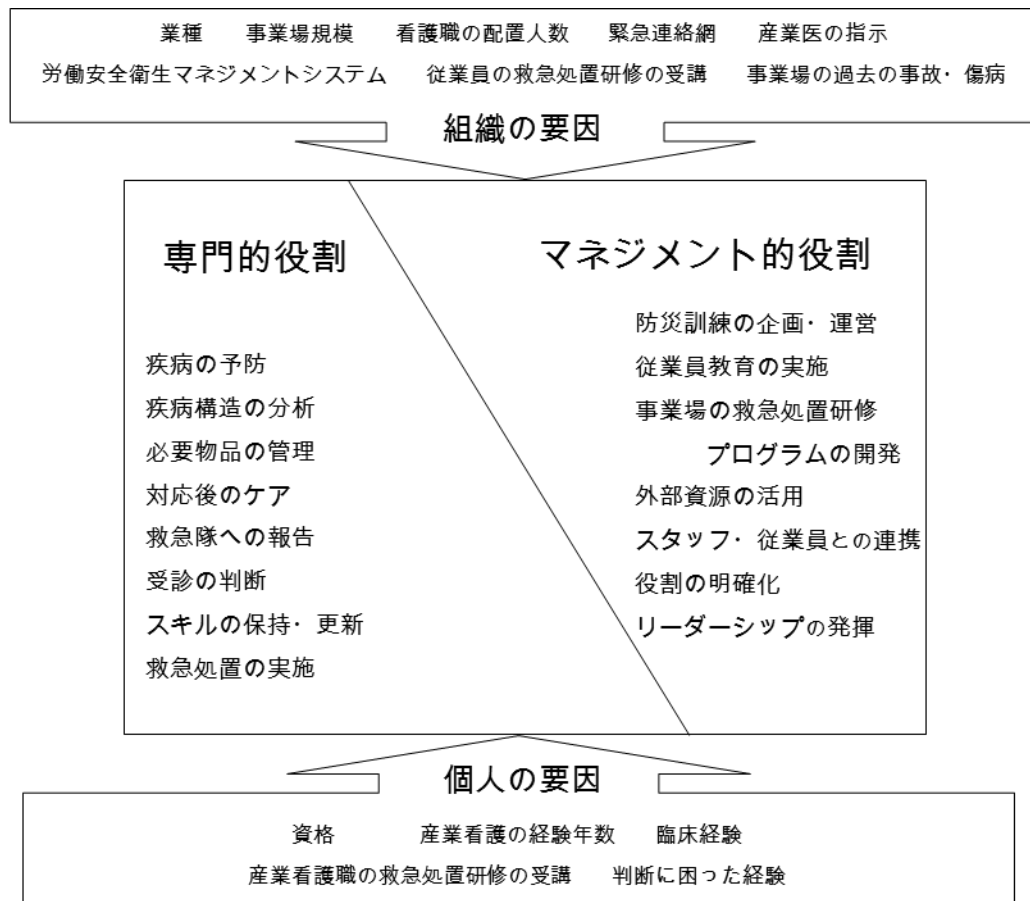 業種 事業場規模 看護職の配置人数 緊急連絡網 産業医の指示
労働安全衛生マネジメントシステム 従業員の救急処置研修の受講 事業場の過去の事故・傷病
組織の要因
専門的役割
疾病の予防
疾病構造の分析
必要物品の管理
対応後のケア
救急隊への報告
受診の判断
スキルの保持・更新
救急処置の実施
マネジメント的役割
防災訓練の企画・運営
従業員教育の実施
事業場の救急処置研修
プログラムの開発
外部資源の活用
スタッフ・従業員との連携
役割の明確化
リーダーシップの発揮
個人の要因
資格 産業看護の経験年数 臨床経験
産業看護職の救急処置研修の受講 判断に困った経験